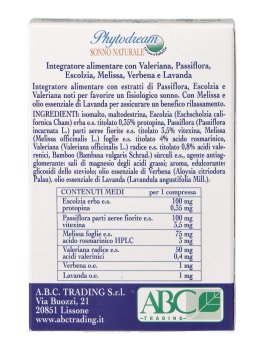 Phytodream
SONNO NATURALE
Integratore alimentare con Valeriana, Passiflora,
Escolzia, Melissa, Verbena e Lavanda
Integratore alimentare con estratti di Passiflora, Escolzia e
Valeriana noti per favorire un fisiologico sonno. Con Melissa e
olio essenziale di Lavanda per assicurare un benefico rilassamento.
INGREDIENTI: isomalto, maltodestrina, Escolzia (Eschscholzia cali-
fornica Cham) erba e.s. titolato 0,35% protopina, Passiflora (Passiflora
incarnata L.) parti aeree e.s. titolato 3,5% vitexina, Melissa
(Melissa officinalis L.) foglie e.s. titolato 4% acido rosmarinico
Valeriana (Valeriana officinalis L.) radice e.s. titolato 0,8% acidi vale-
renici, Bamboo (Bambusa vulgaris Schrad.) succo e.s., agente antiag-
glomerante: sali di magnesio degli acidi grassi; aroma, edulcorante:
glicosidi dello steviolo; olio essenziale di Verbena (Aloysia citriodora
Palau), olio essenziale di Lavanda (Lavandula angustifolia Mill.).
CONTENUTI MEDI per 1 compressa
Escolzia erba e.s. 100 mg
protopina 0,35 mg
Passiflora parti aeree fiorite e.s. 100 mg
vitexina 3,5 mg
Melissa foglie e.s. 75 mg
acido rosmarinico HPLC 3 mg
Valeriana radice e.s. 50 mg
acidi valerinici 0,4 mg
Verbena o.e. 1 mg
Lavanda o.e. 1 mg
A.B.C. TRADING S.r.l.
Via Buozzi, 21
20851 Lissone
www.abctrading.it
ABC
TRADING